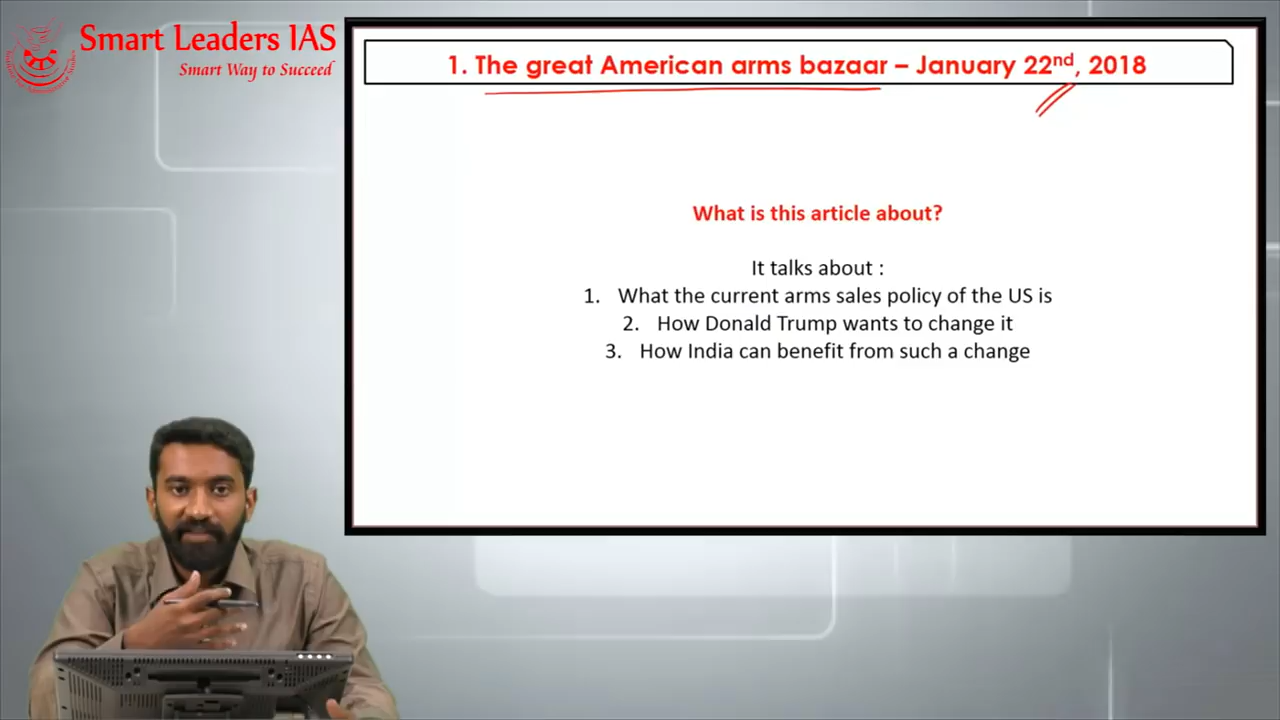 Smart Leaders IAS
Smart Way to Succeed
1. The great American arms bazaar – January 22nd, 2018
What is this article about?
It talks about :
1. What the current arms sales policy of the US is
2. How Donald Trump wants to change it
3. How India can benefit from such a change